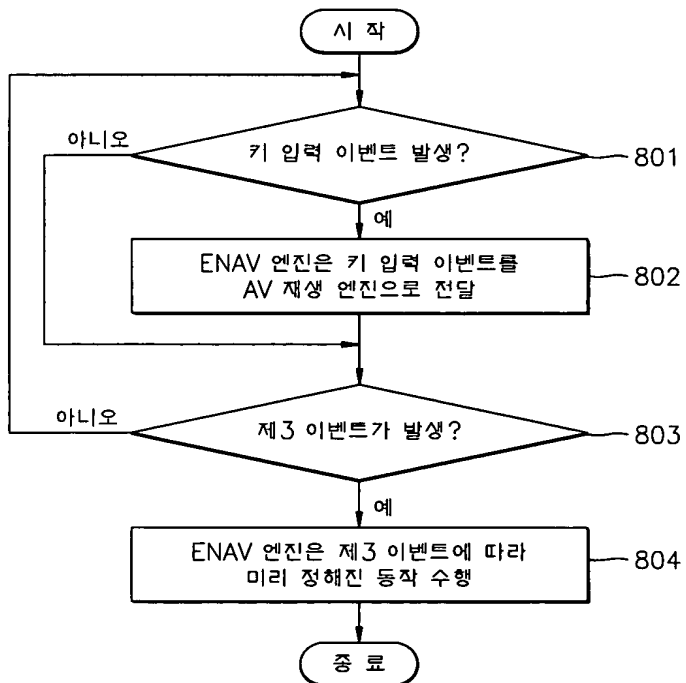 시 작
키 입력 이벤트 발생?
801
아니오
예
ENAV 엔진은 키 입력 이벤트를
AV 재생 엔진으로 전달
802
제3 이벤트가 발생?
803
아니오
예
ENAV 엔진은 제3 이벤트에 따라
미리 정해진 동작 수행
804
종 료